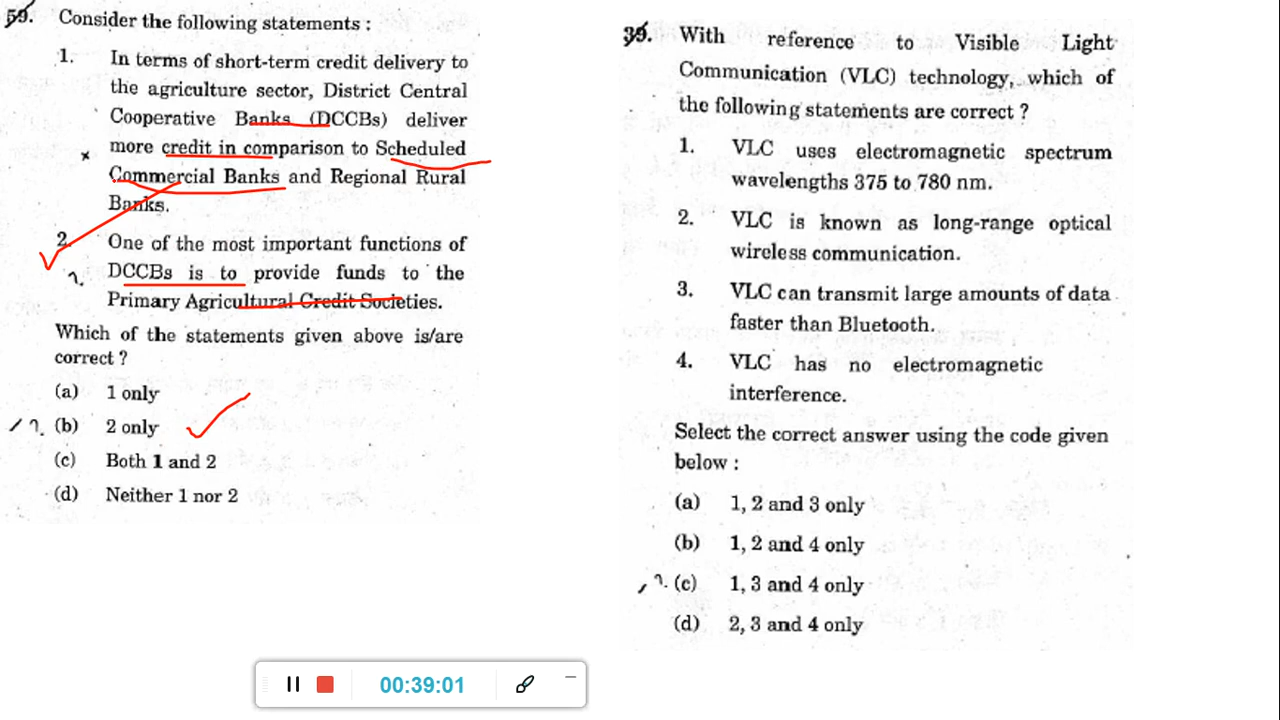 59. Consider the following statements :
1. In terms of short-term credit delivery to
the agriculture sector, District Central
Cooperative Banks (DCCBs) deliver
more credit in comparison to Scheduled
Commercial Banks and Regional Rural
Banks.
2. One of the most important functions of
DCCBs is to provide funds to the
Primary Agricultural Credit Societies.
Which of the statements given above is/are
correct ?
(a) 1 only
(b) 2 only
(c) Both 1 and 2
(d) Neither 1 nor 2
39. With reference to Visible Light
Communication (VLC) technology, which of
the following statements are correct ?
1. VLC uses electromagnetic spectrum
wavelengths 375 to 780 nm.
2. VLC is known as long-range optical
wireless communication.
3. VLC can transmit large amounts of data
faster than Bluetooth.
4. VLC has no electromagnetic
interference.
Select the correct answer using the code given
below :
(a) 1, 2 and 3 only
(b) 1, 2 and 4 only
(c) 1, 3 and 4 only
(d) 2, 3 and 4 only
00:39:01